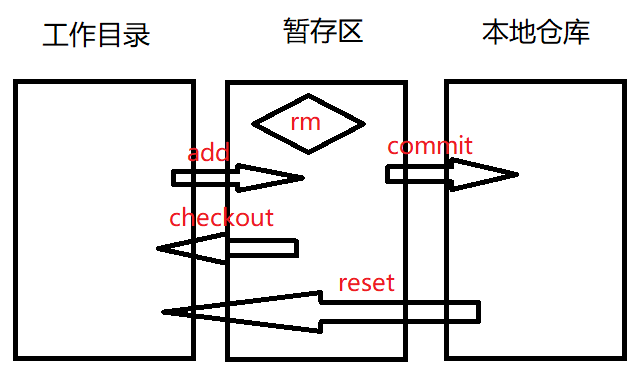 工作目录
暂存区
本地仓库
rm
add
commit
checkout
reset